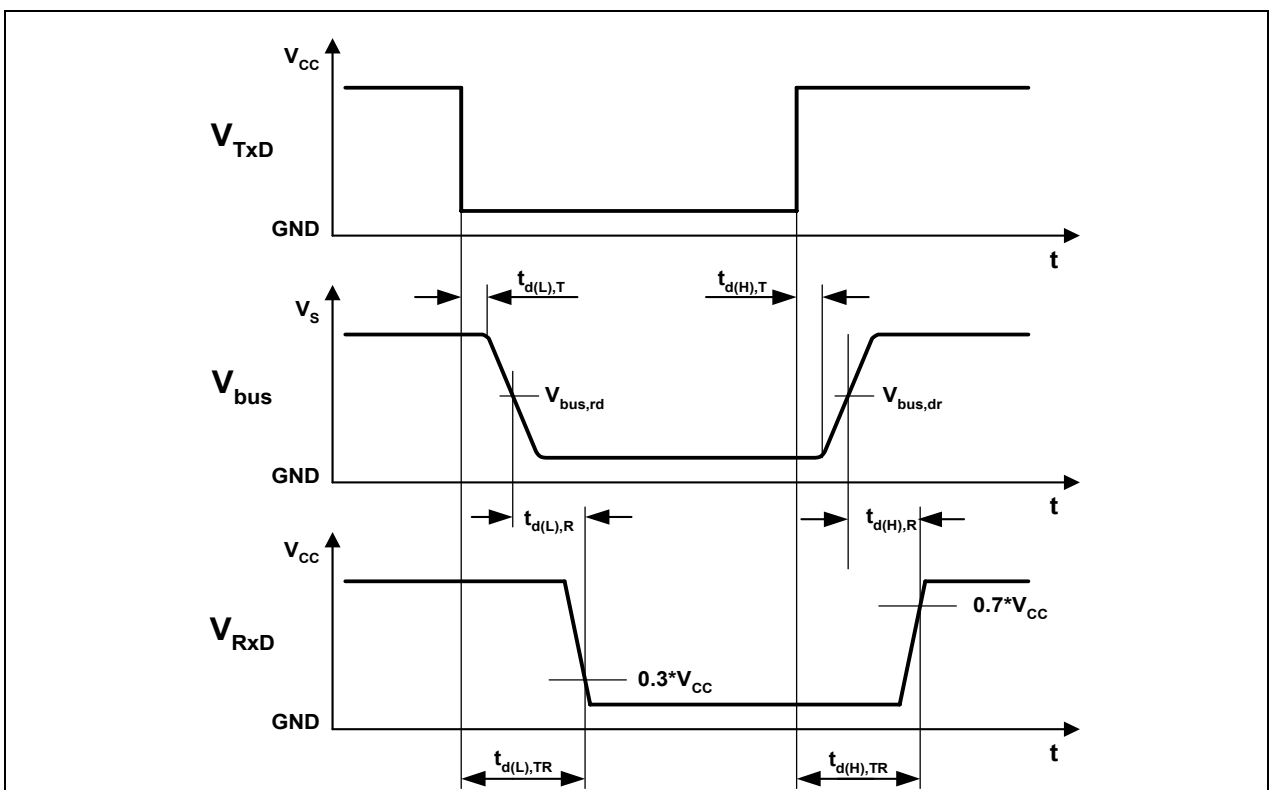 V_CC
V_TxD
GND
t
t_d(L),T
t_d(H),T
V_S
V_bus
V_bus,rd
V_bus,dr
GND
t
t_d(L),R
t_d(H),R
V_CC
0.7*V_CC
V_RxD
0.3*V_CC
GND
t
t_d(L),TR
t_d(H),TR